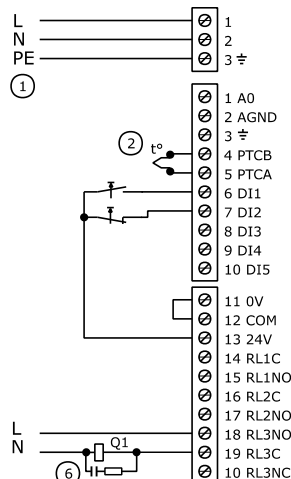 L
N
PE
1
2
3
1
1 A0
2 AGND
3
4 PTCB
5 PTCA
6 DI1
7 DI2
8 DI3
9 DI4
10 DI5
2
t°
11 0V
12 COM
13 24V
14 RL1C
15 RL1NO
16 RL2C
17 RL2NO
18 RL3NO
19 RL3C
10 RL3NC
L
N
Q1
6